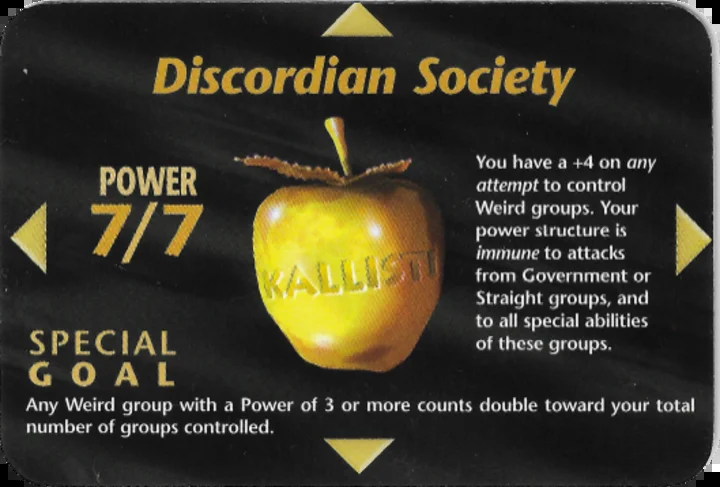 Discordian Society
POWER
7/7
KALLISTI
You have a +4 on any
attempt to control
Weird groups. Your
power structure is
immune to attacks
from Government or
Straight groups, and
to all special abilities
of these groups.
SPECIAL
GOAL
Any Weird group with a Power of 3 or more counts double toward your total
number of groups controlled.